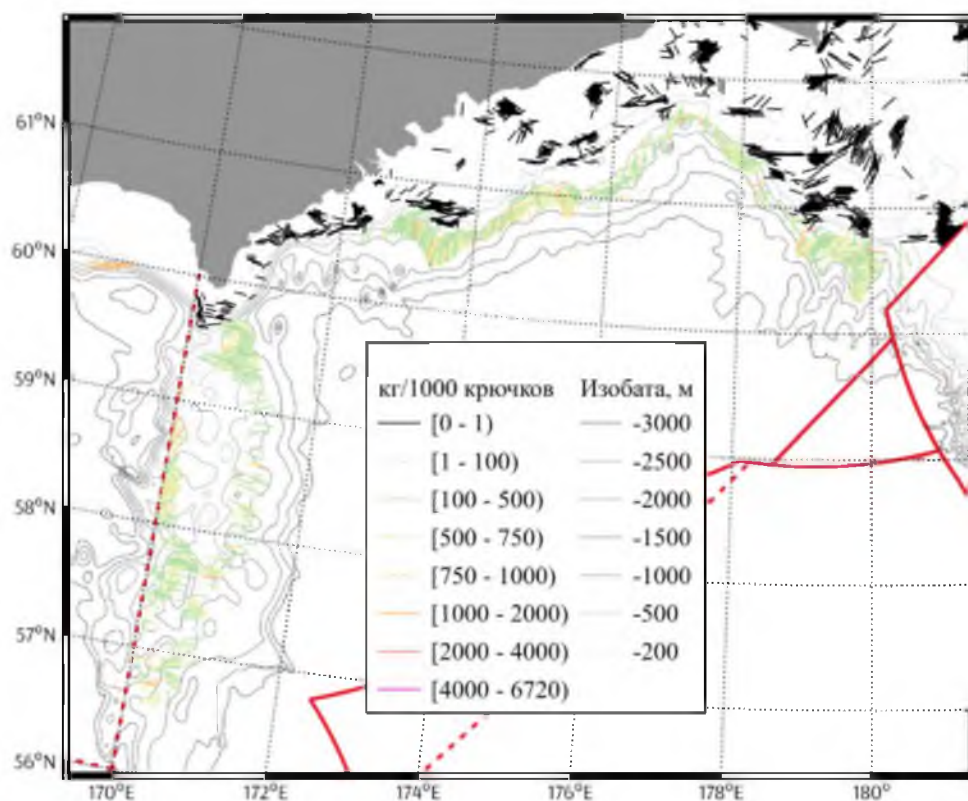 61°N
60°N
59°N
58°N
57°N
56°N
кг/1000 крючков
[0 - 1)
[1 - 100)
[100 - 500)
[500 - 750)
[750 - 1000)
[1000 - 2000)
[2000 - 4000)
[4000 - 6720)
Изобата, м
-3000
-2500
-2000
-1500
-1000
-500
-200
170°E
172°E
174°E
176°E
178°E
180°